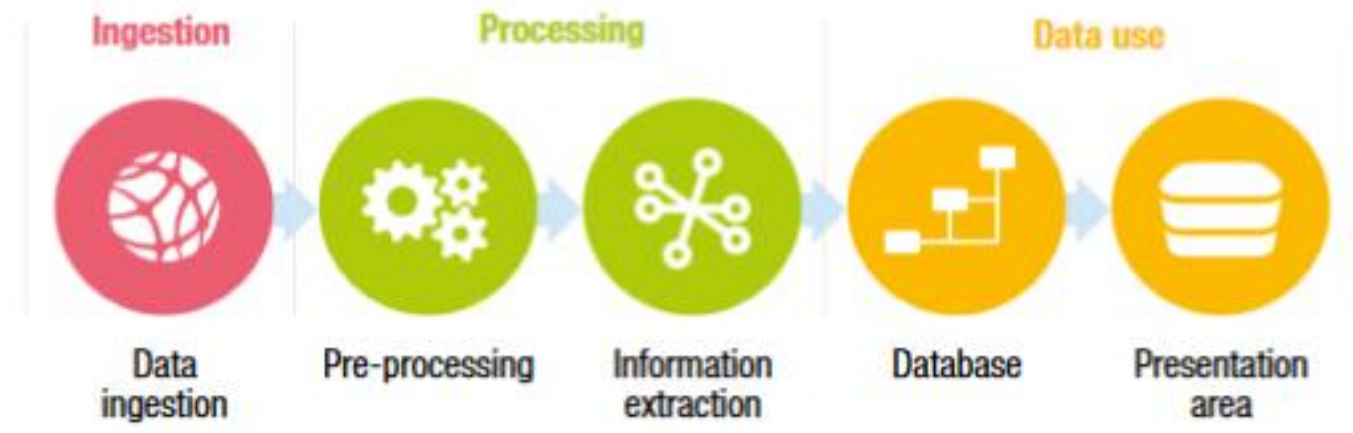 Ingestion
Processing
Data use
Data
ingestion
Pre-processing
Information
extraction
Database
Presentation
area